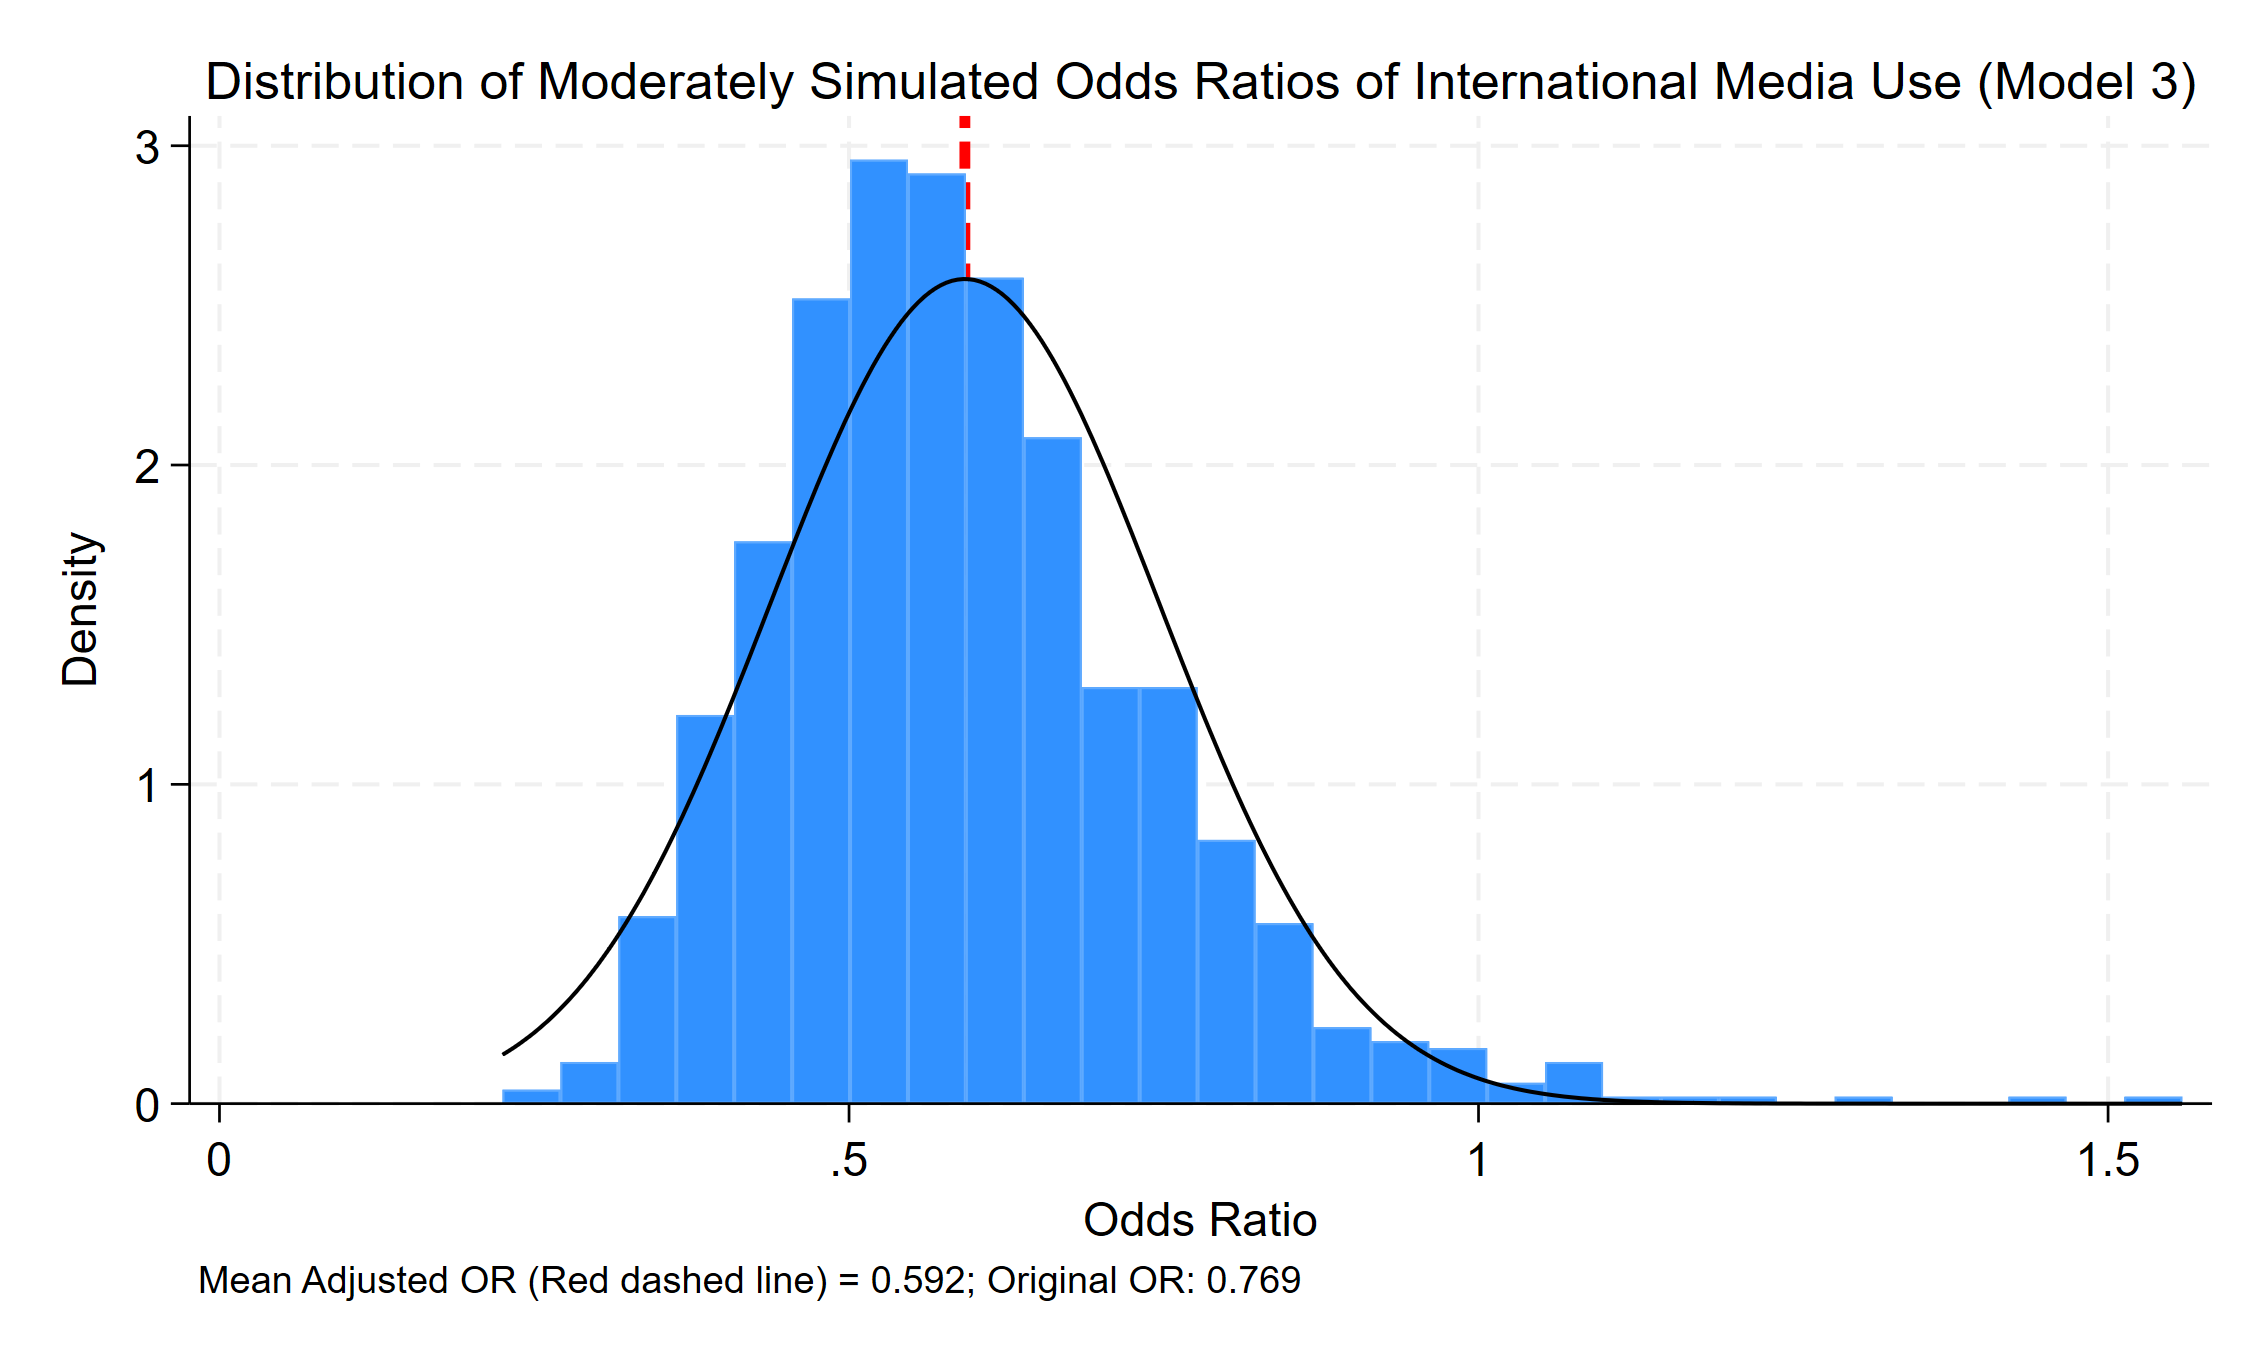 Distribution of Moderately Simulated Odds Ratios of International Media Use (Model 3)
3
2
1
0
Density
0 .5 1 1.5
Odds Ratio
Mean Adjusted OR (Red dashed line) = 0.592; Original OR: 0.769